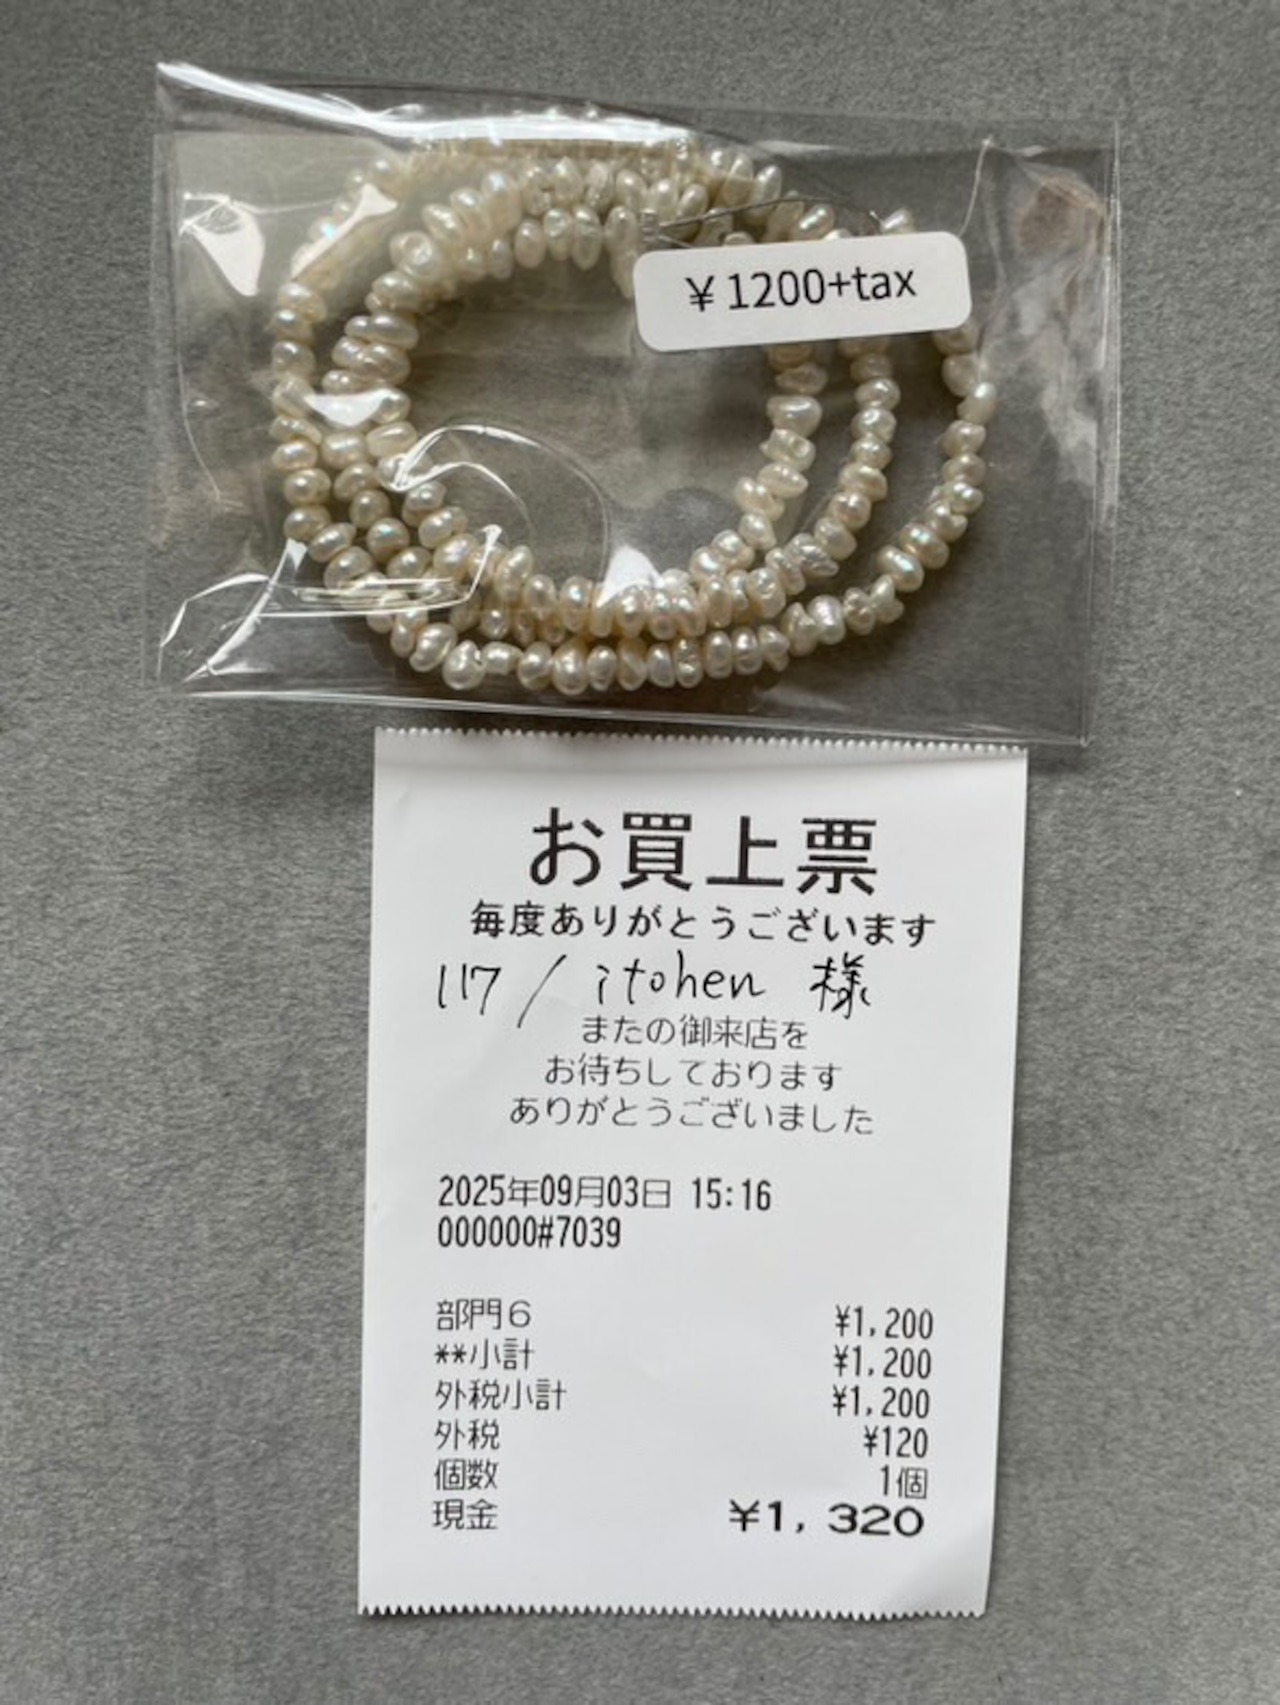 ¥1200+tax
お買上票
毎度ありがとうございます
117 / itohen 様
またの御来店を
お待ちしております
ありがとうございました
2025年09月03日 15:16
000000#7039
部門6 ¥1,200
**小計 ¥1,200
外税小計 ¥1,200
外税 ¥120
個数 1個
現金 ¥1,320